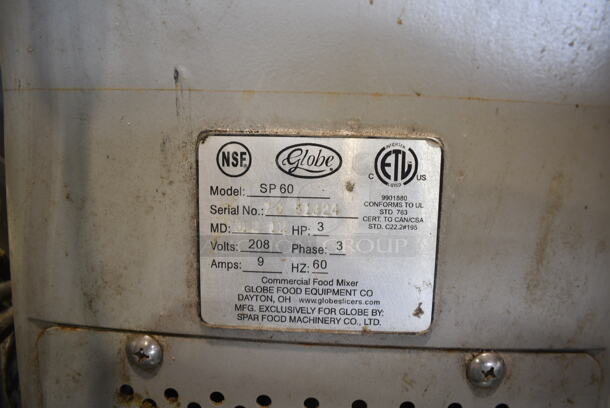 NSF
Globe
INTERTEK
ETL
LISTED
C US
Model: SP 60
9901880
CONFORMS TO UL
STD. 763
CERT. TO CAN/CSA
STD. C22.2#195
Serial No.:
MD: HP: 3
Volts: 208 Phase: 3
Amps: 9 HZ: 60
Commercial Food Mixer
GLOBE FOOD EQUIPMENT CO
DAYTON, OH www.globeslicers.com
MFG. EXCLUSIVELY FOR GLOBE BY:
SPAR FOOD MACHINERY CO., LTD.
GROUP